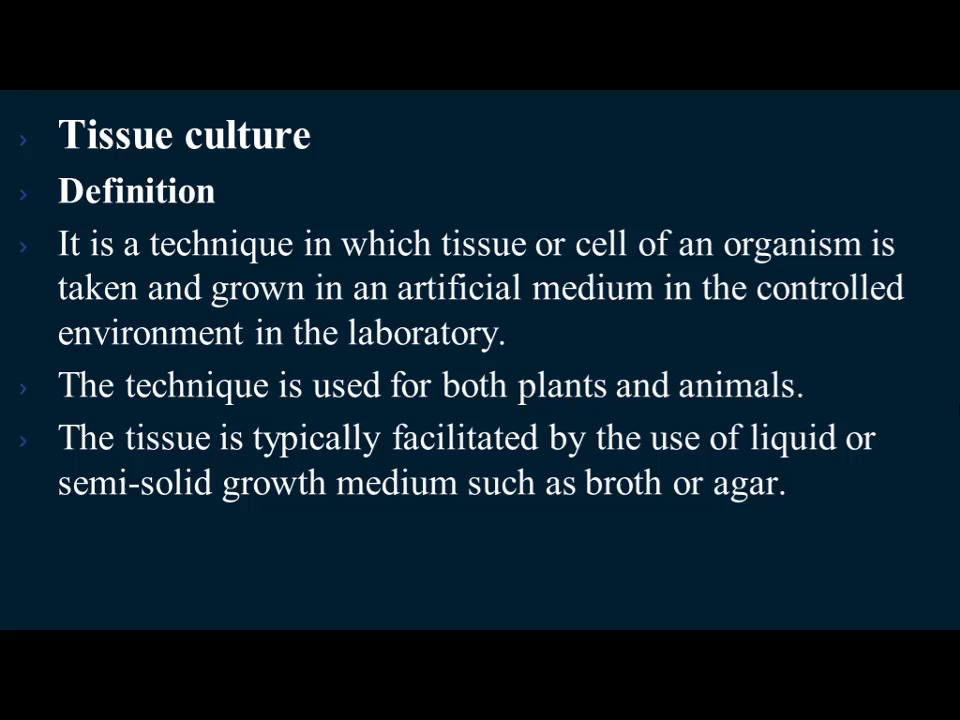 Tissue culture
Definition
It is a technique in which tissue or cell of an organism is
taken and grown in an artificial medium in the controlled
environment in the laboratory.
The technique is used for both plants and animals.
The tissue is typically facilitated by the use of liquid or
semi-solid growth medium such as broth or agar.